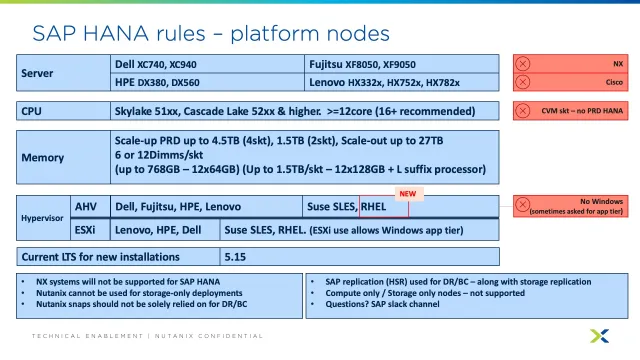 SAP HANA rules – platform nodes
Server
Dell XC740, XC940
Fujitsu XF8050, XF9050
HPE DX380, DX560
Lenovo HX332x, HX752x, HX782x
NX
Cisco
CPU
Skylake 51xx, Cascade Lake 52xx & higher. >=12core (16+ recommended)
CVM skt – no PRD HANA
Memory
Scale-up PRD up to 4.5TB (4skt), 1.5TB (2skt), Scale-out up to 27TB
6 or 12Dimms/skt
(up to 768GB – 12x64GB) (Up to 1.5TB/skt – 12x128GB + L suffix processor)
NEW
Hypervisor
AHV
Dell, Fujitsu, HPE, Lenovo
Suse SLES, RHEL
No Windows
(sometimes asked for app tier)
ESXi
Lenovo, HPE, Dell
Suse SLES, RHEL. (ESXi use allows Windows app tier)
Current LTS for new installations
5.15
• NX systems will not be supported for SAP HANA
• Nutanix cannot be used for storage-only deployments
• Nutanix snaps should not be solely relied on for DR/BC
• SAP replication (HSR) used for DR/BC – along with storage replication
• Compute only / Storage only nodes – not supported
• Questions? SAP slack channel
TECHNICAL ENABLEMENT | NUTANIX CONFIDENTIAL